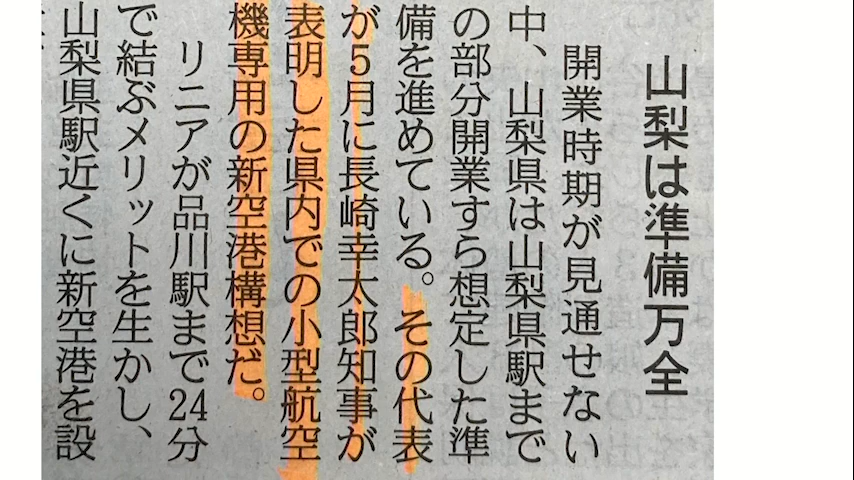 山梨は準備万全
開業時期が見通せない
中、山梨県は山梨県駅まで
の部分開業すら想定した準
備を進めている。その代表
が5月に長崎幸太郎知事が
表明した県内での小型航空
機専用の新空港構想だ。
リニアが品川駅まで24分
で結ぶメリットを生かし、
山梨県駅近くに新空港を設